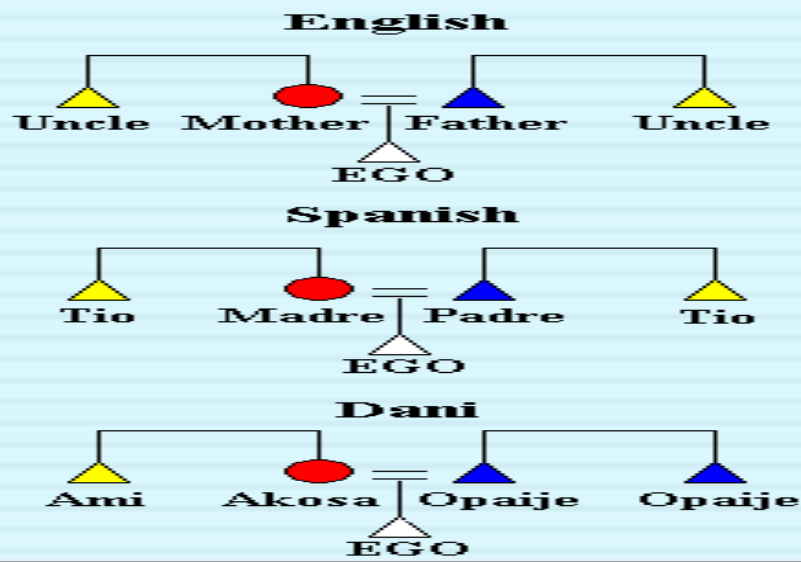 English
Uncle Mother Father Uncle
EGO
Spanish
Tio Madre Padre Tio
EGO
Dani
Ami Akosa Opaije Opaije
EGO